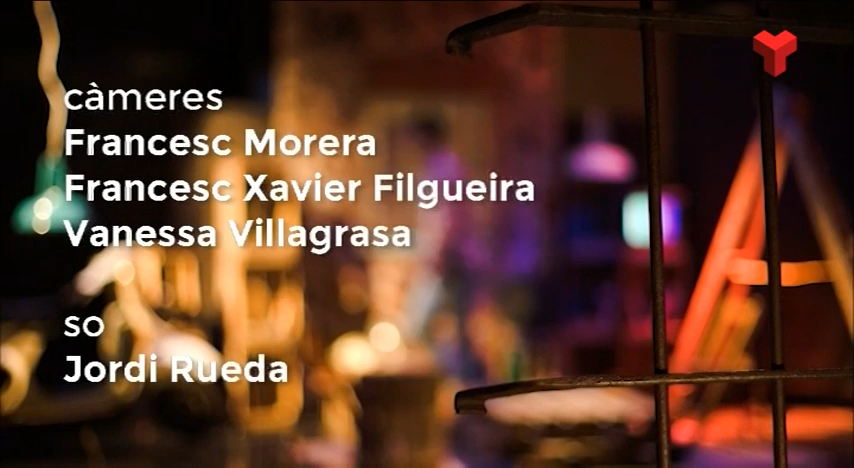 càmeres
Francesc Morera
Francesc Xavier Filgueira
Vanessa Villagrasa
so
Jordi Rueda